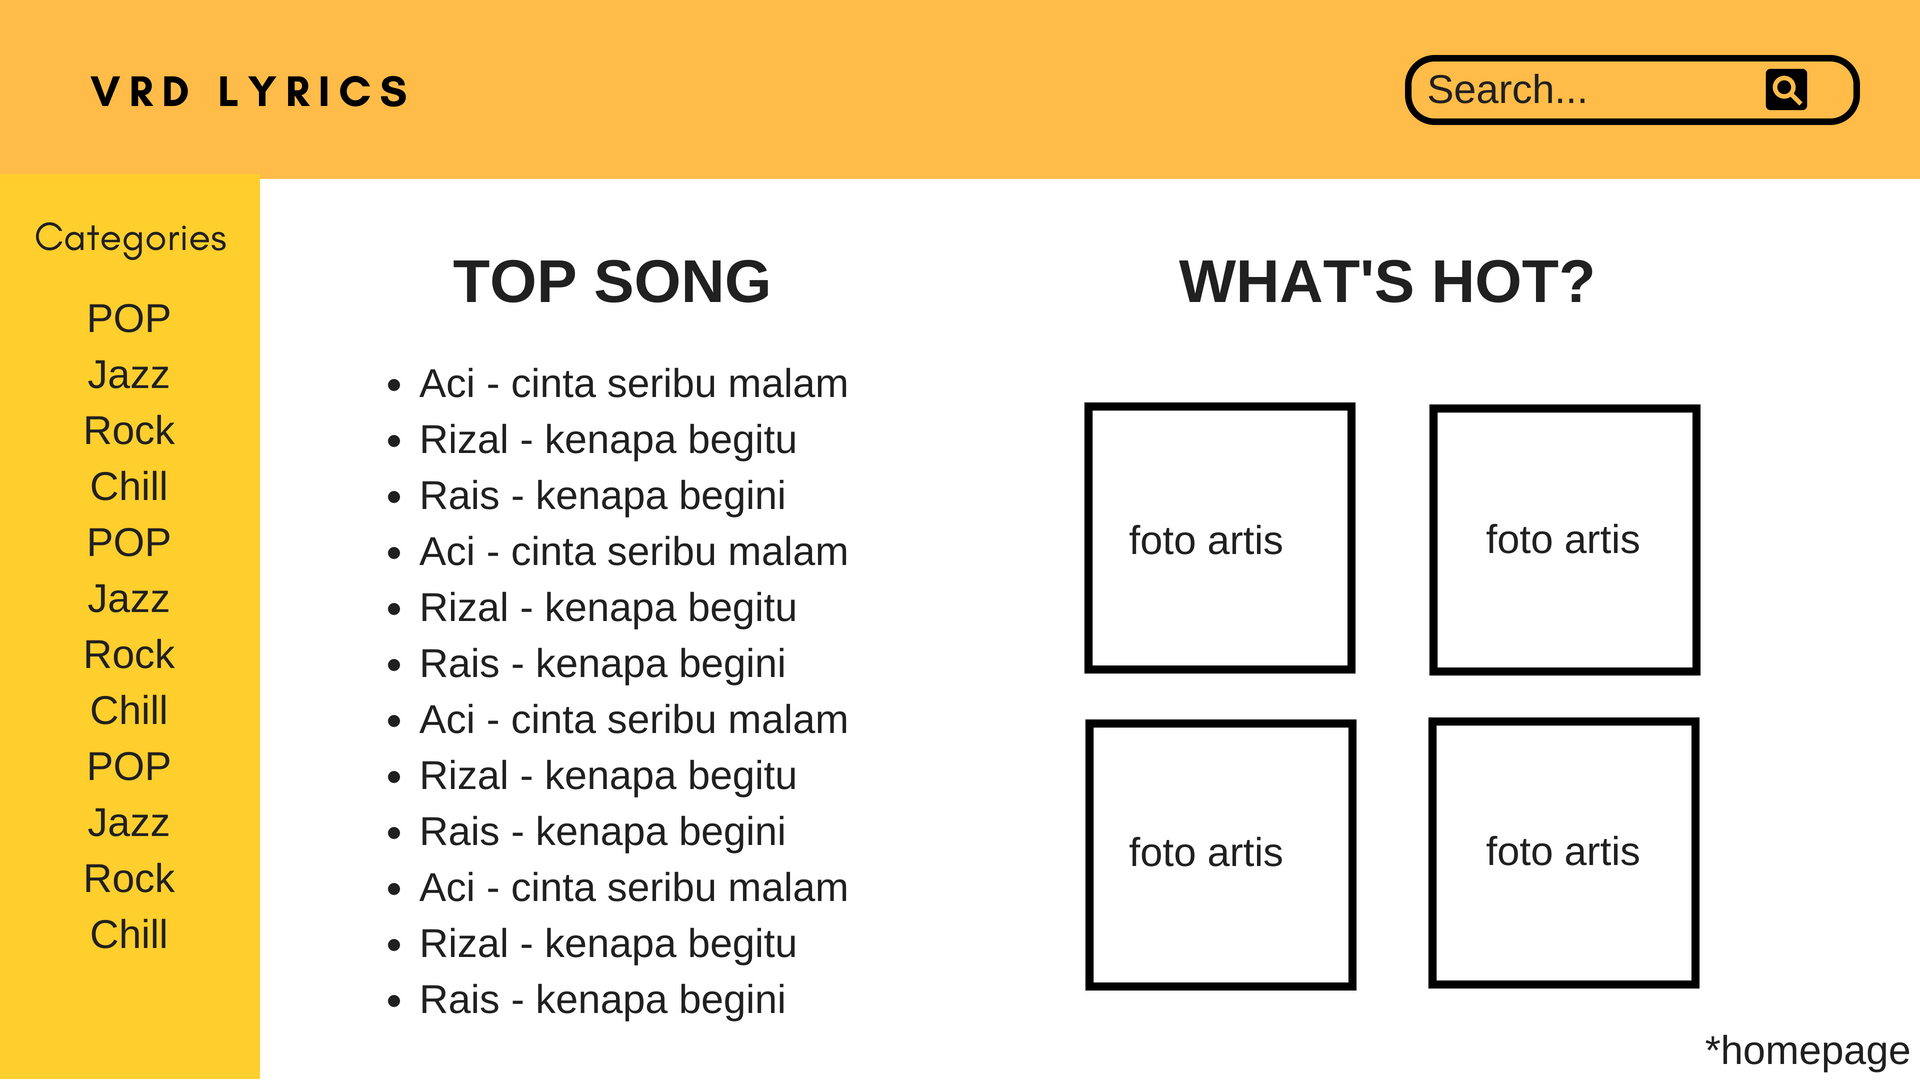 VRD LYRICS
Search...
Categories
POP
Jazz
Rock
Chill
POP
Jazz
Rock
Chill
POP
Jazz
Rock
Chill
TOP SONG
• Aci - cinta seribu malam
• Rizal - kenapa begitu
• Rais - kenapa begini
• Aci - cinta seribu malam
• Rizal - kenapa begitu
• Rais - kenapa begini
• Aci - cinta seribu malam
• Rizal - kenapa begitu
• Rais - kenapa begini
• Aci - cinta seribu malam
• Rizal - kenapa begitu
• Rais - kenapa begini
WHAT'S HOT?
foto artis
foto artis
foto artis
foto artis
*homepage